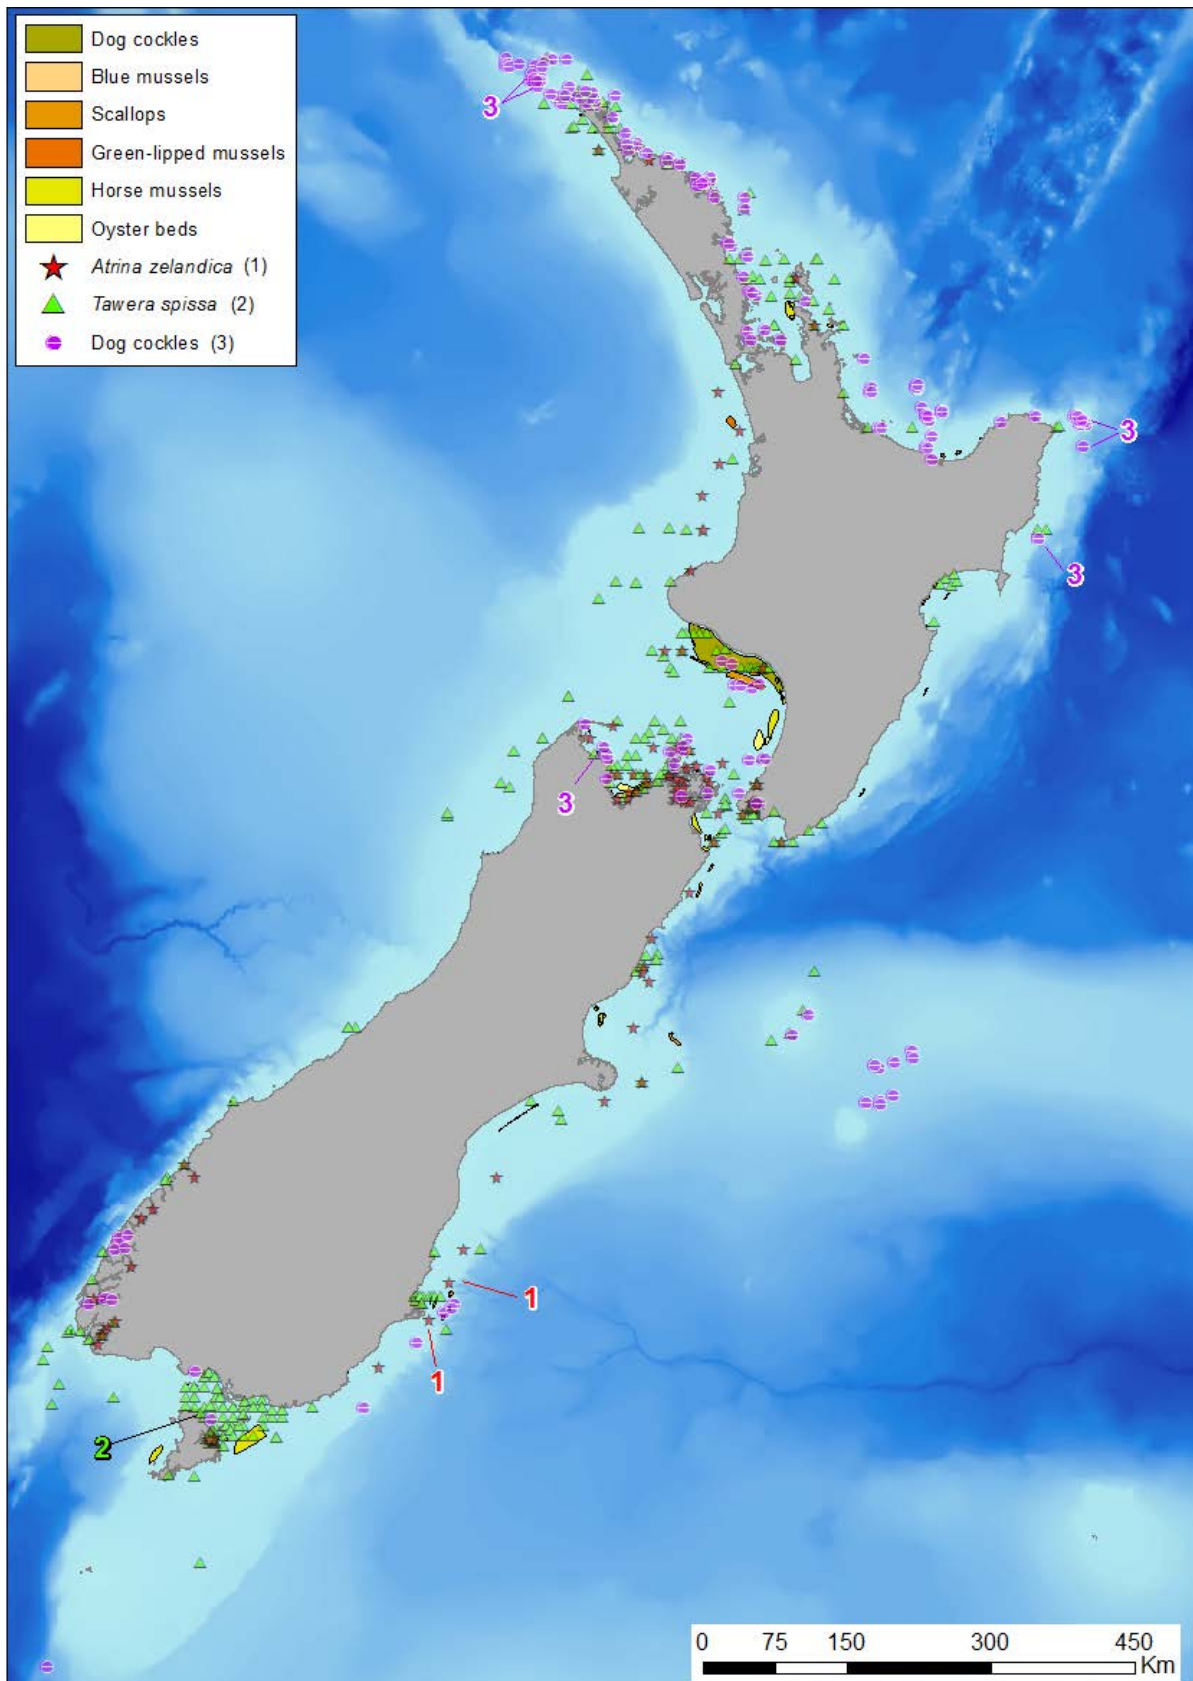 Dog cockles
Blue mussels
Scallops
Green-lipped mussels
Horse mussels
Oyster beds
Atrina zelandica (1)
Tawera spissa (2)
Dog cockles (3)
3
3
3
3
1
1
2
0 75 150 300 450
Km